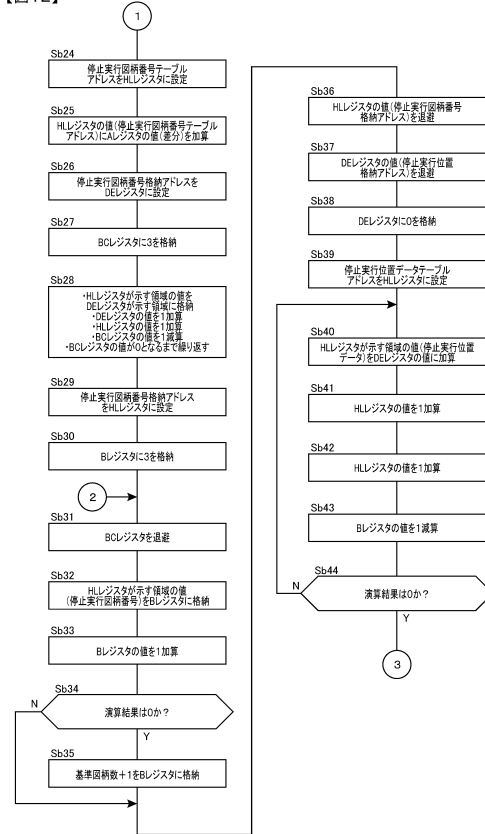 【図12】
1
Sb24
停止実行図柄番号テーブル
アドレスをHLレジスタに設定
Sb25
HLレジスタの値(停止実行図柄番号テーブル
アドレス)にAレジスタの値(差分)を加算
Sb26
停止実行図柄番号格納アドレスを
DEレジスタに設定
Sb27
BCレジスタに3を格納
Sb28
・HLレジスタが示す領域の値を
DEレジスタが示す領域に格納
・DEレジスタの値を1加算
・HLレジスタの値を1加算
・BCレジスタの値を1減算
・BCレジスタの値が0となるまで繰り返す
Sb29
停止実行図柄番号格納アドレス
をHLレジスタに設定
Sb30
Bレジスタに3を格納
2
Sb31
BCレジスタを退避
Sb32
HLレジスタが示す領域の値
(停止実行図柄番号)をBレジスタに格納
Sb33
Bレジスタの値を1加算
Sb34
N
演算結果は0か?
Y
Sb35
基準図柄数+1をBレジスタに格納
Sb36
HLレジスタの値(停止実行図柄番号
格納アドレス)を退避
Sb37
DEレジスタの値(停止実行位置
格納アドレス)を退避
Sb38
DEレジスタに0を格納
Sb39
停止実行位置データテーブル
アドレスをHLレジスタに設定
Sb40
HLレジスタが示す領域の値(停止実行位置
データ)をDEレジスタの値に加算
Sb41
HLレジスタの値を1加算
Sb42
HLレジスタの値を1加算
Sb43
Bレジスタの値を1減算
Sb44
N
演算結果は0か?
Y
3